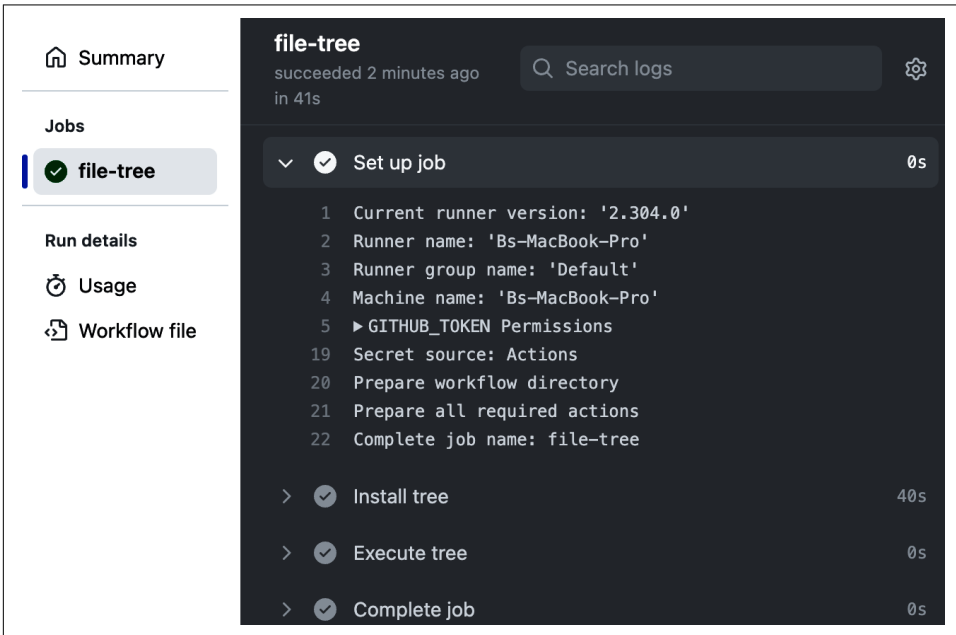 Summary
Jobs
file-tree
Run details
Usage
Workflow file
file-tree
succeeded 2 minutes ago
in 41s
Search logs
Set up job 0s
1 Current runner version: '2.304.0'
2 Runner name: 'Bs-MacBook-Pro'
3 Runner group name: 'Default'
4 Machine name: 'Bs-MacBook-Pro'
5 ▶ GITHUB_TOKEN Permissions
19 Secret source: Actions
20 Prepare workflow directory
21 Prepare all required actions
22 Complete job name: file-tree
Install tree 40s
Execute tree 0s
Complete job 0s